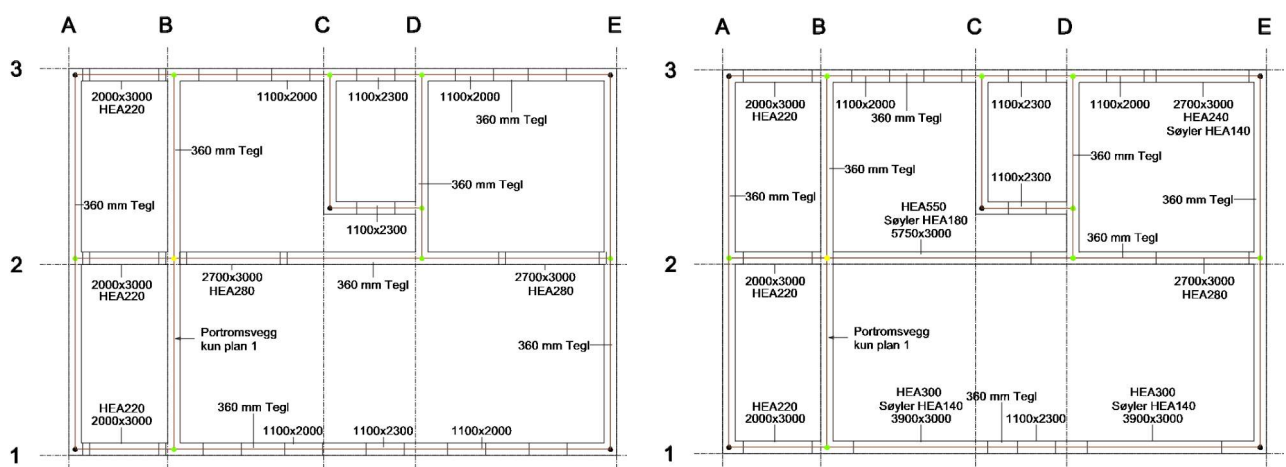 A B C D E
3
2000x3000
HEA220
1100x2000
1100x2300
1100x2000
360 mm Tegl
360 mm Tegl
360 mm Tegl
360 mm Tegl
1100x2300
2
2000x3000
HEA220
2700x3000
HEA280
360 mm Tegl
2700x3000
HEA280
Portromsvegg
kun plan 1
360 mm Tegl
HEA220
2000x3000
360 mm Tegl
1100x2000
1100x2300
1100x2000
1
A B C D E
3
2000x3000
HEA220
1100x2000
360 mm Tegl
1100x2300
1100x2000
2700x3000
HEA240
Søyler HEA140
360 mm Tegl
360 mm Tegl
360 mm Tegl
1100x2300
360 mm Tegl
HEA550
Søyler HEA180
5750x3000
360 mm Tegl
2
2000x3000
HEA220
2700x3000
HEA280
Portromsvegg
kun plan 1
HEA220
2000x3000
HEA300
Søyler HEA140
3900x3000
360 mm Tegl
1100x2300
HEA300
Søyler HEA140
3900x3000
1